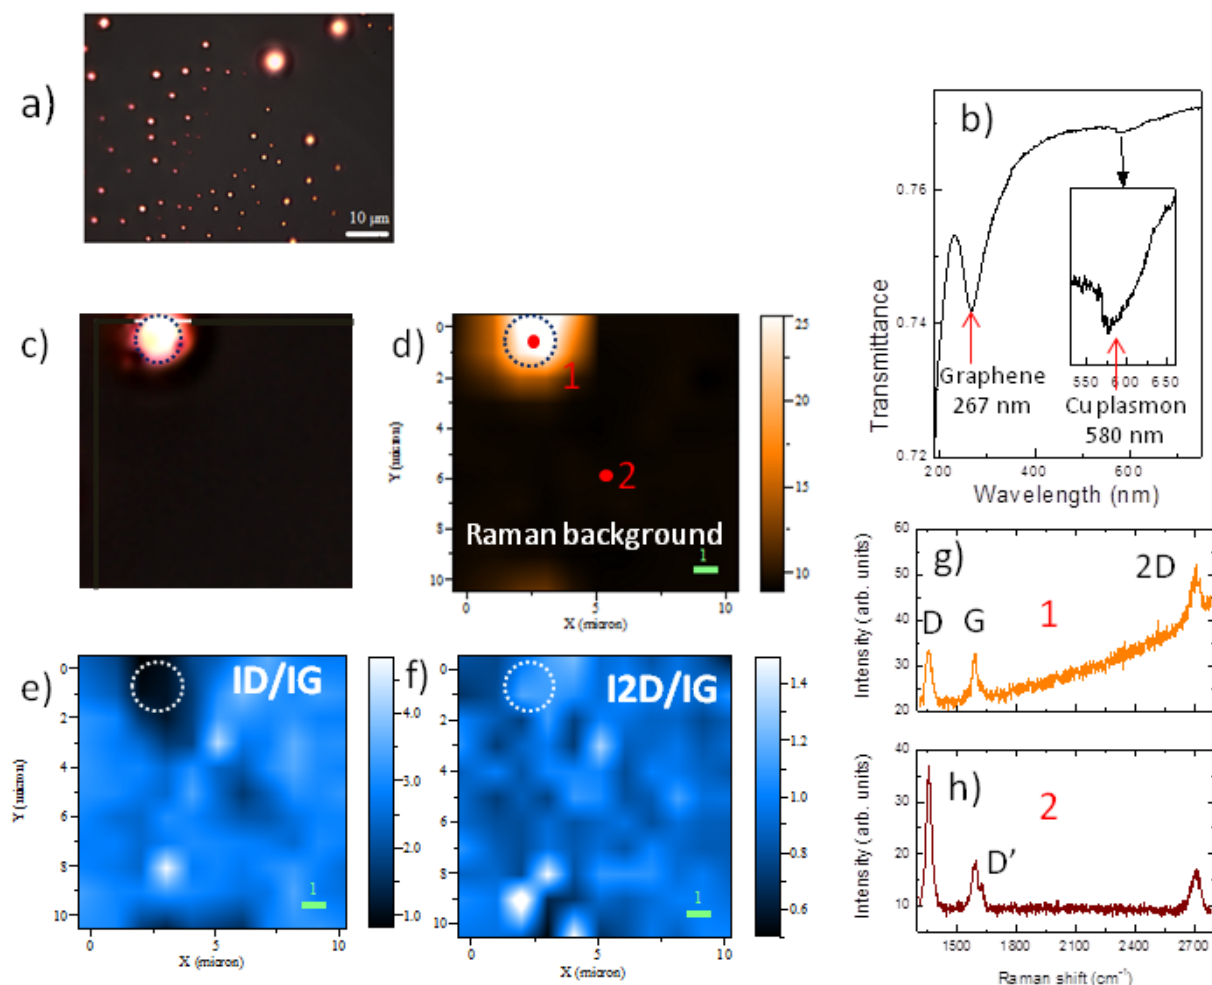 a)
10 µm
b)
0.76
0.74
0.72
Transmittance
Graphene
267 nm
550 600 650
Cu plasmon
580 nm
200 400 600
Wavelength (nm)
c)
d)
0
2
4
6
8
10
Y (micron)
1
2
Raman background
1
0 5 10
X (micron)
25
20
15
10
e)
ID/IG
0
2
4
6
8
10
Y (micron)
1
0 5 10
X (micron)
4.0
3.0
2.0
1.0
f)
I2D/IG
1
0 5 10
X (micron)
1.4
1.2
1.0
0.8
0.6
g)
60
50
40
30
20
Intensity (arb. units)
D
G
1
2D
h)
40
30
20
10
Intensity (arb. units)
2
D’
1500 1800 2100 2400 2700
Raman shift (cm⁻¹)